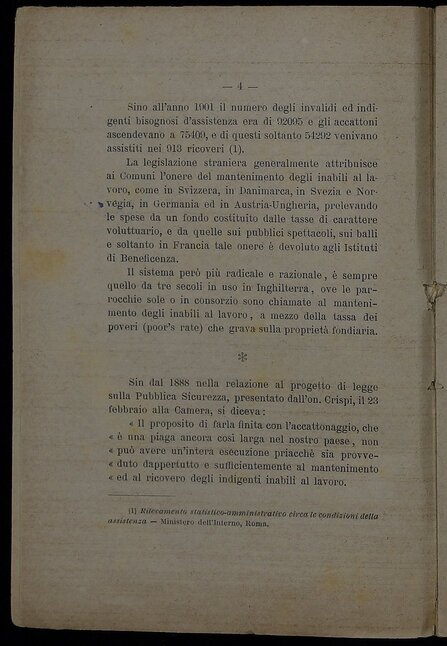 — 4 —
Sino all'anno 1901 il numero degli invalidi ed indi-
genti bisognosi d'assistenza era di 92095 e gli accattoni
ascendevano a 75409, e di questi soltanto 54292 venivano
assistiti nei 913 ricoveri (1).
La legislazione straniera generalmente attribuisce
ai Comuni l'onere del mantenimento degli inabili al la-
voro, come in Svizzera, in Danimarca, in Svezia e Nor-
vegia, in Germania ed in Austria-Ungheria, prelevando
le spese da un fondo costituito dalle tasse di carattere
voluttuario, e da quelle sui pubblici spettacoli, sui balli
e soltanto in Francia tale onere è devoluto agli Istituti
di Beneficenza.
Il sistema però più radicale e razionale, è sempre
quello da tre secoli in uso in Inghilterra, ove le par-
rocchie sole o in consorzio sono chiamate al manteni-
mento degli inabili al lavoro, a mezzo della tassa dei
poveri (poor's rate) che grava sulla proprietà fondiaria.
*
Sin dal 1888 nella relazione al progetto di legge
sulla Pubblica Sicurezza, presentato dall'on. Crispi, il 23
febbraio alla Camera, si diceva:
« Il proposito di farla finita con l'accattonaggio, che
« è una piaga ancora così larga nel nostro paese, non
« può avere un'intera esecuzione priacchè sia provve-
« duto dappertutto e sufficientemente al mantenimento
« ed al ricovero degli indigenti inabili al lavoro.
(1) Rilevamento statistico-amministrativo circa le condizioni della
assistenza — Ministero dell'Interno, Roma.